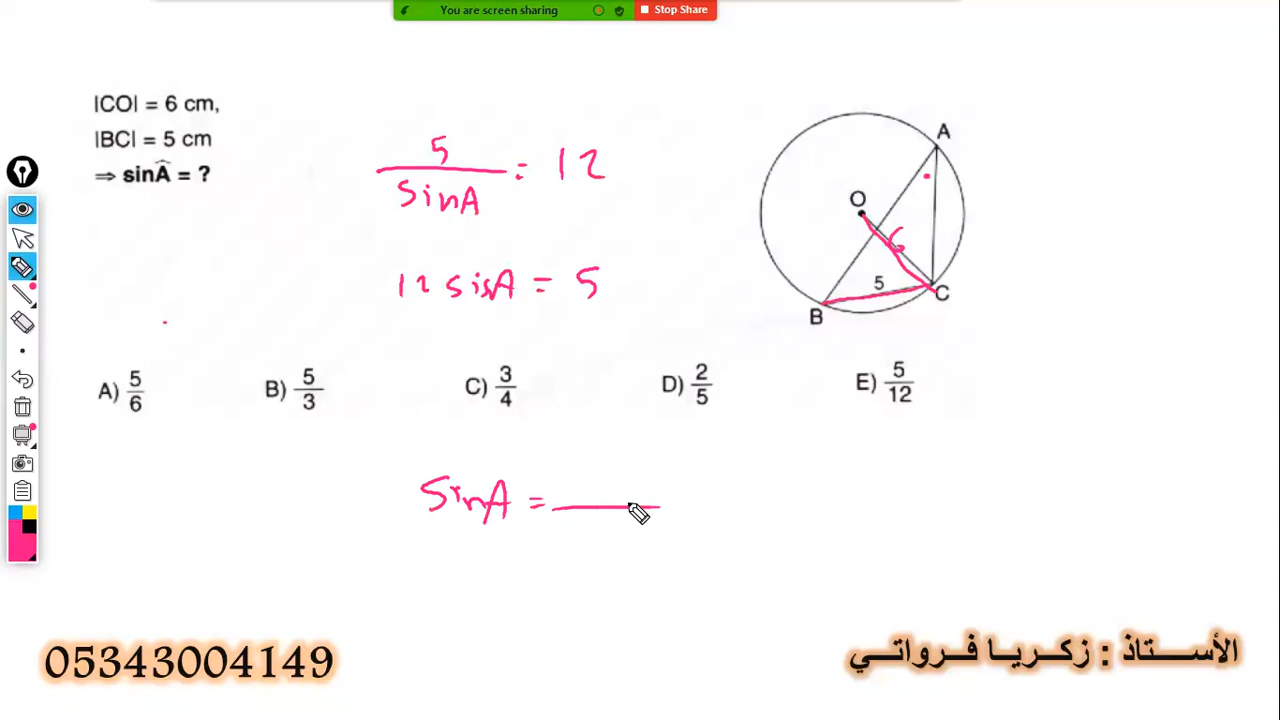 You are screen sharing Stop Share
|CO| = 6 cm,
|BC| = 5 cm
⇒ sinÂ = ?
5/SinA = 12
12 sinA = 5
A
O
6
5
B
C
A) 5/6 B) 5/3 C) 3/4 D) 2/5 E) 5/12
SinA =
05343004149
الأستاذ : زكريا فرواتي